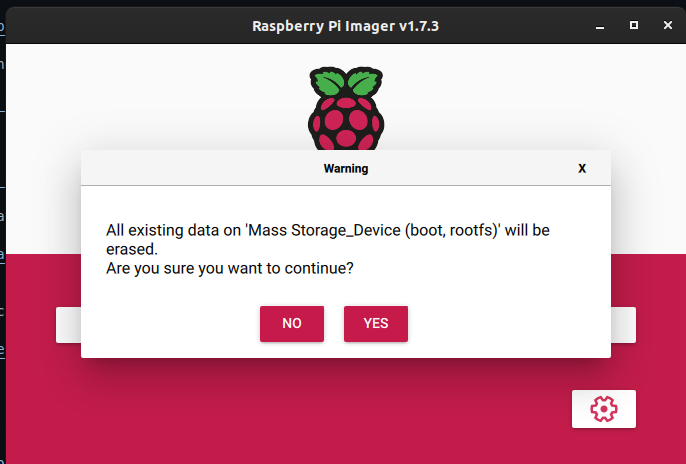 Raspberry Pi Imager v1.7.3
Warning
X
All existing data on 'Mass Storage_Device (boot, rootfs)' will be
erased.
Are you sure you want to continue?
NO
YES